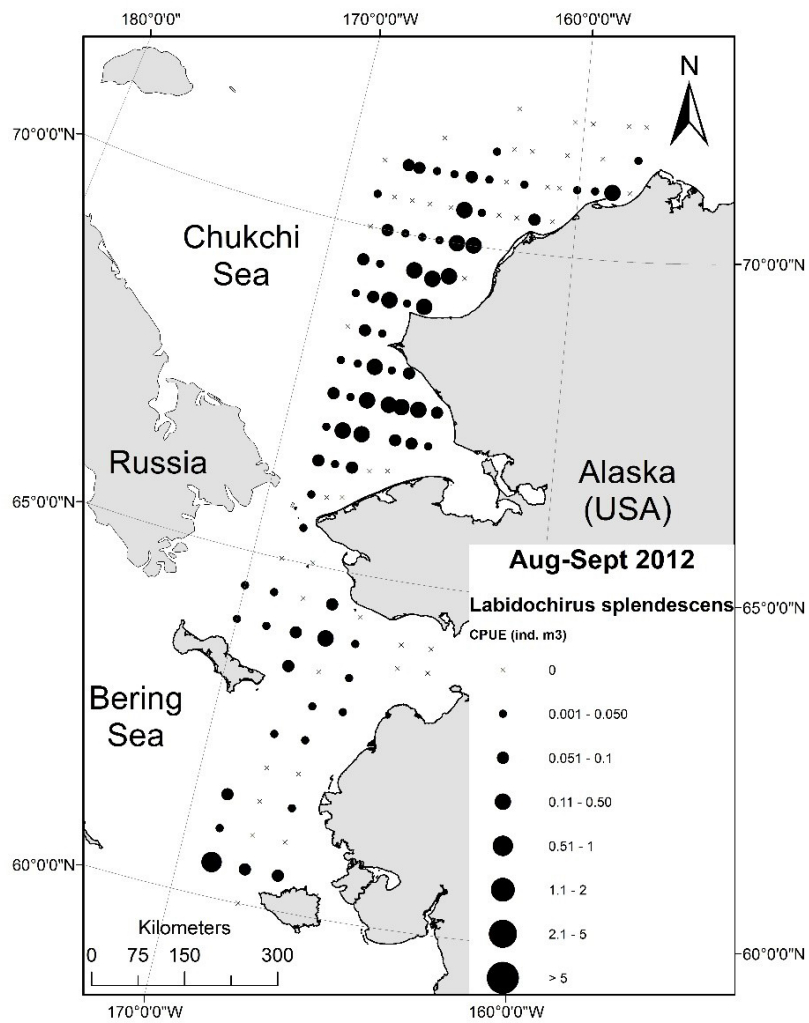 180°0'0" 170°0'0"W 160°0'0"W
N
70°0'0"N
Chukchi
Sea
70°0'0"N
Russia
Alaska
(USA)
65°0'0"N
Aug-Sept 2012
Labidochirus splendescens
65°0'0"N
CPUE (ind. m3)
0
Bering
Sea
0.001 - 0.050
0.051 - 0.1
0.11 - 0.50
0.51 - 1
60°0'0"N
1.1 - 2
Kilometers
2.1 - 5
60°0'0"N
0 75 150 300
> 5
170°0'0"W 160°0'0"W